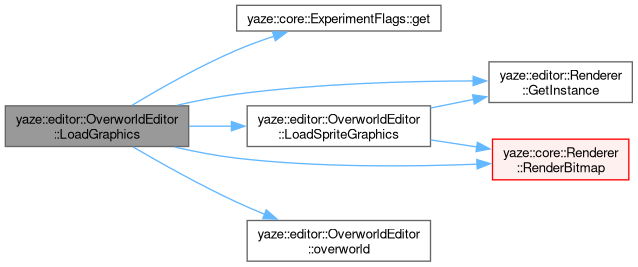 yaze::core::ExperimentFlags::get
yaze::editor::OverworldEditor
::LoadGraphics
yaze::editor::OverworldEditor
::LoadSpriteGraphics
yaze::editor::OverworldEditor
::overworld
yaze::editor::Renderer
::GetInstance
yaze::core::Renderer
::RenderBitmap